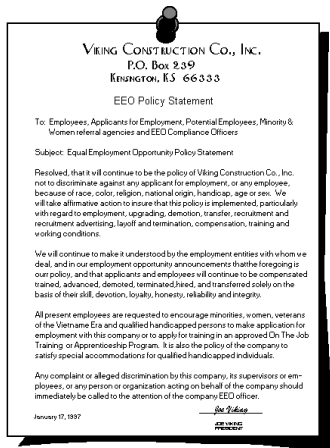 VIKING CONSTRUCTION CO., INC.
P.O. BOX 239
KENSINGTON, KS 66333
EEO Policy Statement
To: Employees, Applicants for Employment, Potential Employees, Minority &
Women referral agencies and EEO Compliance Officers
Subject: Equal Employment Opportunity Policy Statement
Resolved, that it will continue to be the policy of Viking Construction Co., Inc.
not to discriminate against any applicant for employment, or any employee,
because of race, color, religion, national origin, handicap, age or sex. We
will take affirmative action to insure that this policy is implemented, particularly
with regard to employment, upgrading, demotion, transfer, recruitment and
recruitment advertising, layoff and termination, compensation, training and
working conditions.
We will continue to make it understood by the employment entities with whom we
deal, and in our employment opportunity announcements thatthe foregoing is
our policy, and that applicants and employees will continue to be compensated
trained, advanced, demoted, terminated,hired, and transferred solely on the
basis of their skill, devotion, loyalty, honesty, reliability and integrity.
All present employees are requested to encourage minorities, women, veterans
of the Vietname Era and qualified handicapped persons to make application for
employment with this company or to apply for training in an approved On The Job
Training or Apprenticeship Program. It is also the policy of the company to
satisfy special accommodations for qualified handicapped individuals.
Any complaint or alleged discrimination by this company, its supervisors or em-
ployees, or any person or organization acting on behalf of the company should
immediately be called to the attention of the company EEO officer.
Joe Viking
January 17, 1997
JOE VIKING
PRESIDENT